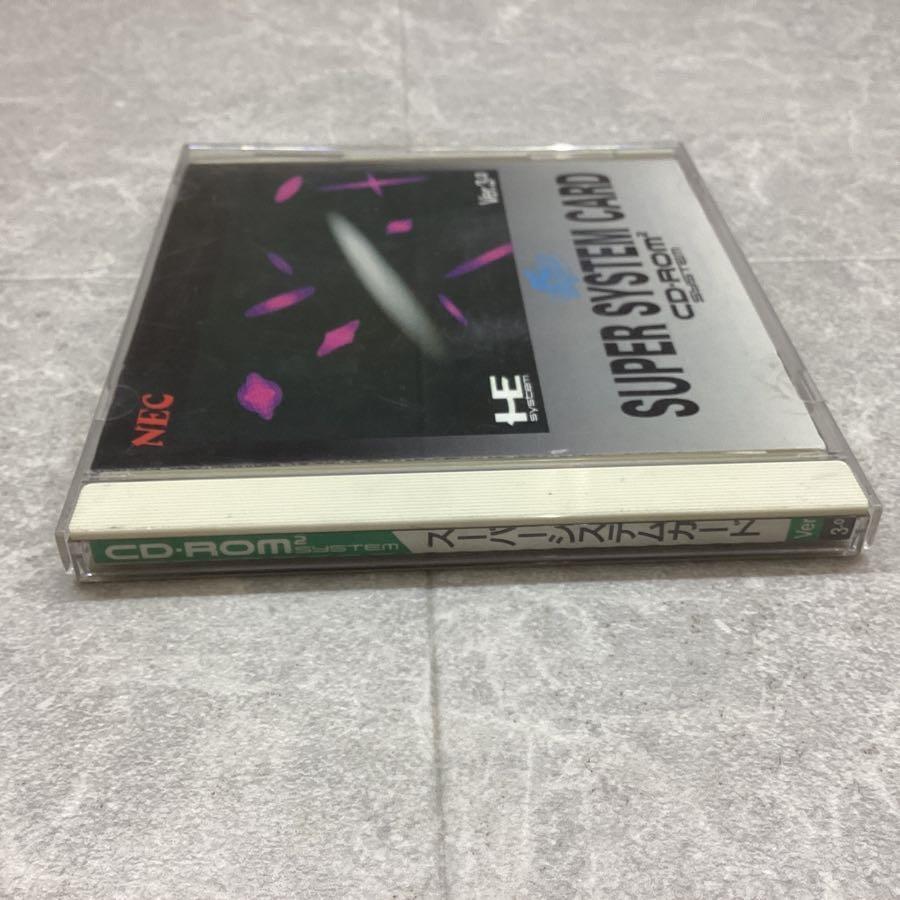 NEC
Ver.3.0
HE
SYSTEM
SUPER SYSTEM CARD
CD-ROM²
SYSTEM
CD-ROM²
SYSTEM
スーパーシステムカード
Ver
3.0